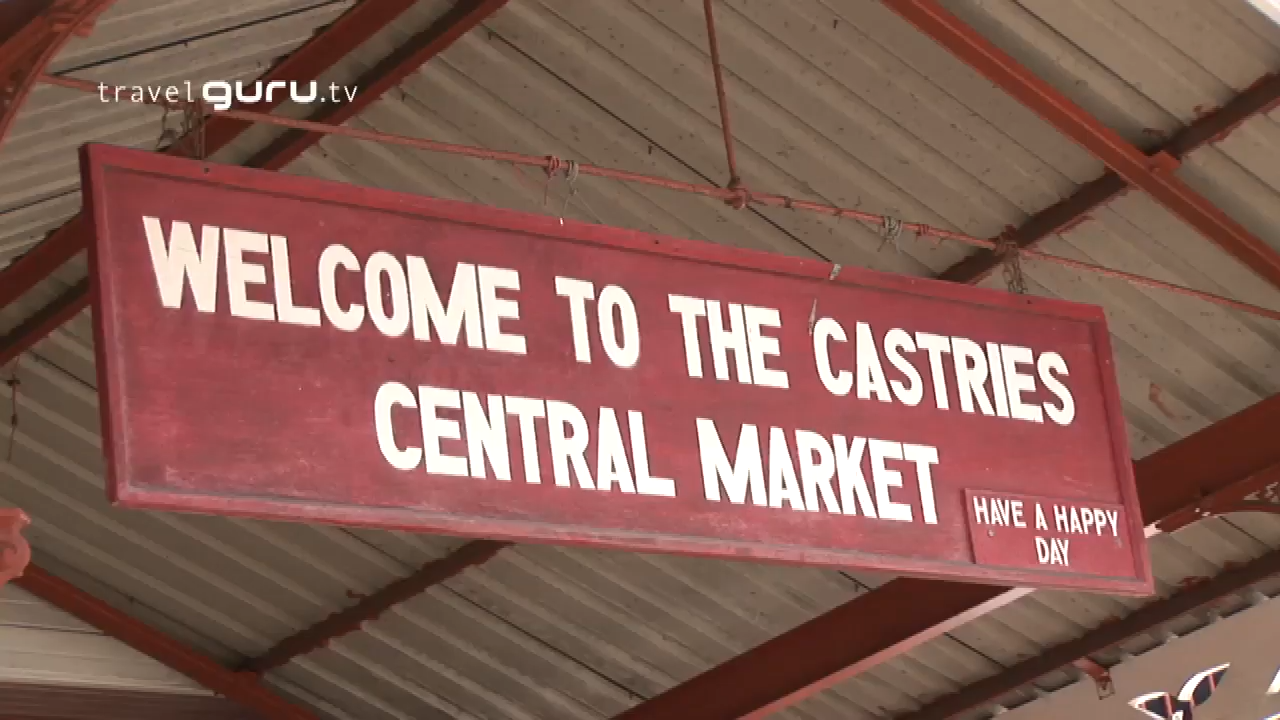 travelguru.tv
WELCOME TO THE CASTRIES
CENTRAL MARKET
HAVE A HAPPY
DAY